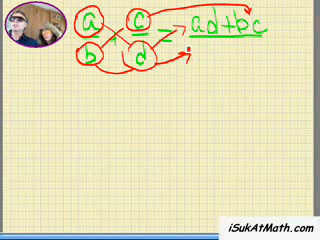 a + c = ad+bc
b d
iSukAtMath.com